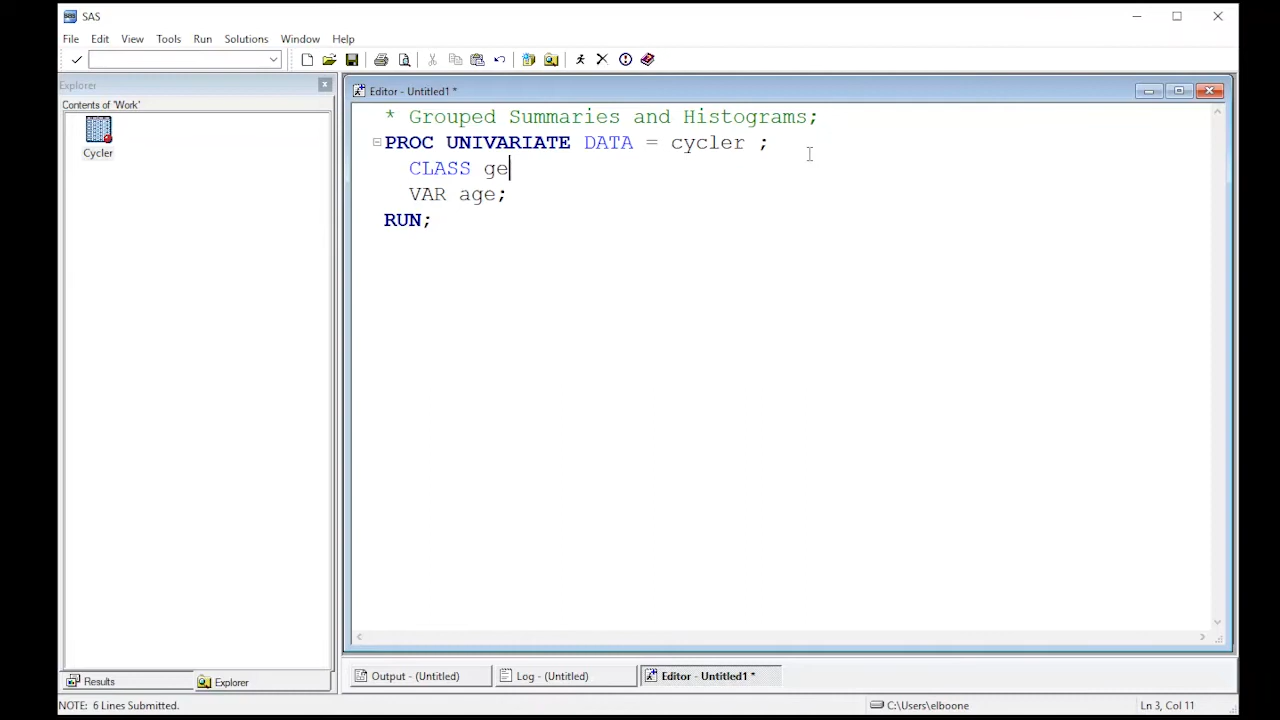 SAS
File Edit View Tools Run Solutions Window Help
Explorer
Contents of 'Work'
Cycler
Editor - Untitled1 *
* Grouped Summaries and Histograms;
PROC UNIVARIATE DATA = cycler ;
CLASS ge
VAR age;
RUN;
Results
Explorer
Output - (Untitled)
Log - (Untitled)
Editor - Untitled1 *
NOTE: 6 Lines Submitted.
C:\Users\elboone
Ln 3, Col 11